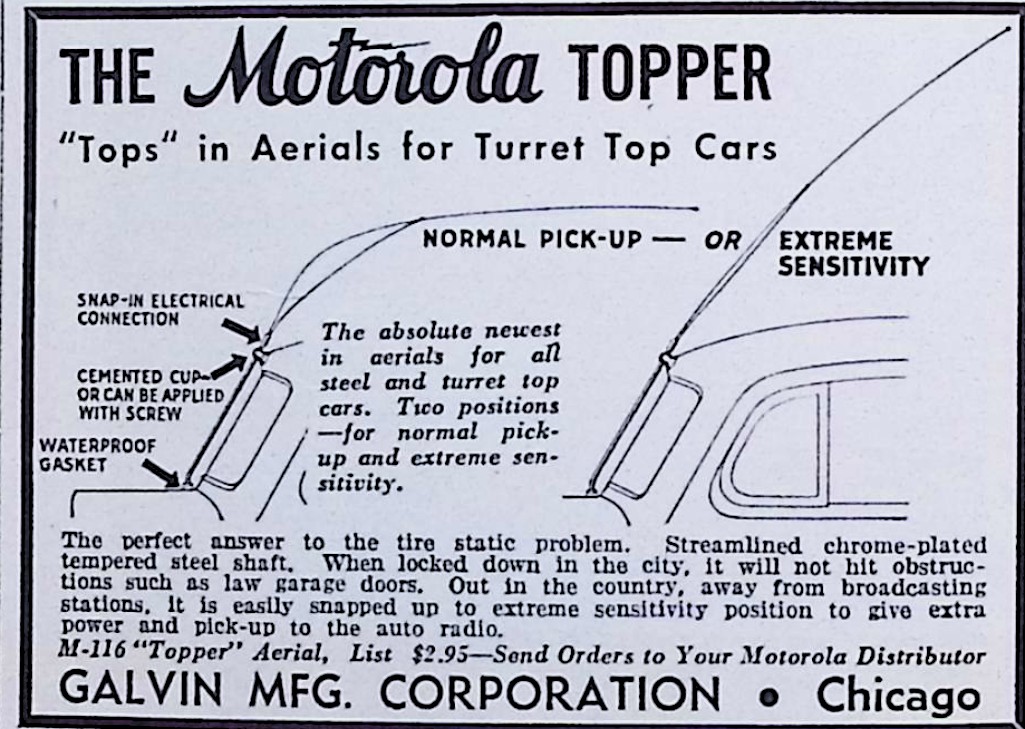 THE Motorola TOPPER
"Tops" in Aerials for Turret Top Cars
NORMAL PICK-UP — OR
EXTREME
SENSITIVITY
SNAP-IN ELECTRICAL
CONNECTION
CEMENTED CUP—
OR CAN BE APPLIED
WITH SCREW
WATERPROOF
GASKET
The absolute newest
in aerials for all
steel and turret top
cars. Two positions
—for normal pick-
up and extreme sen-
sitivity.
The perfect answer to the tire static problem. Streamlined chrome-plated
tempered steel shaft. When locked down in the city, it will not hit obstruc-
tions such as law garage doors. Out in the country, away from broadcasting
stations, it is easily snapped up to extreme sensitivity position to give extra
power and pick-up to the auto radio.
M-116 "Topper" Aerial, List $2.95—Send Orders to Your Motorola Distributor
GALVIN MFG. CORPORATION • Chicago